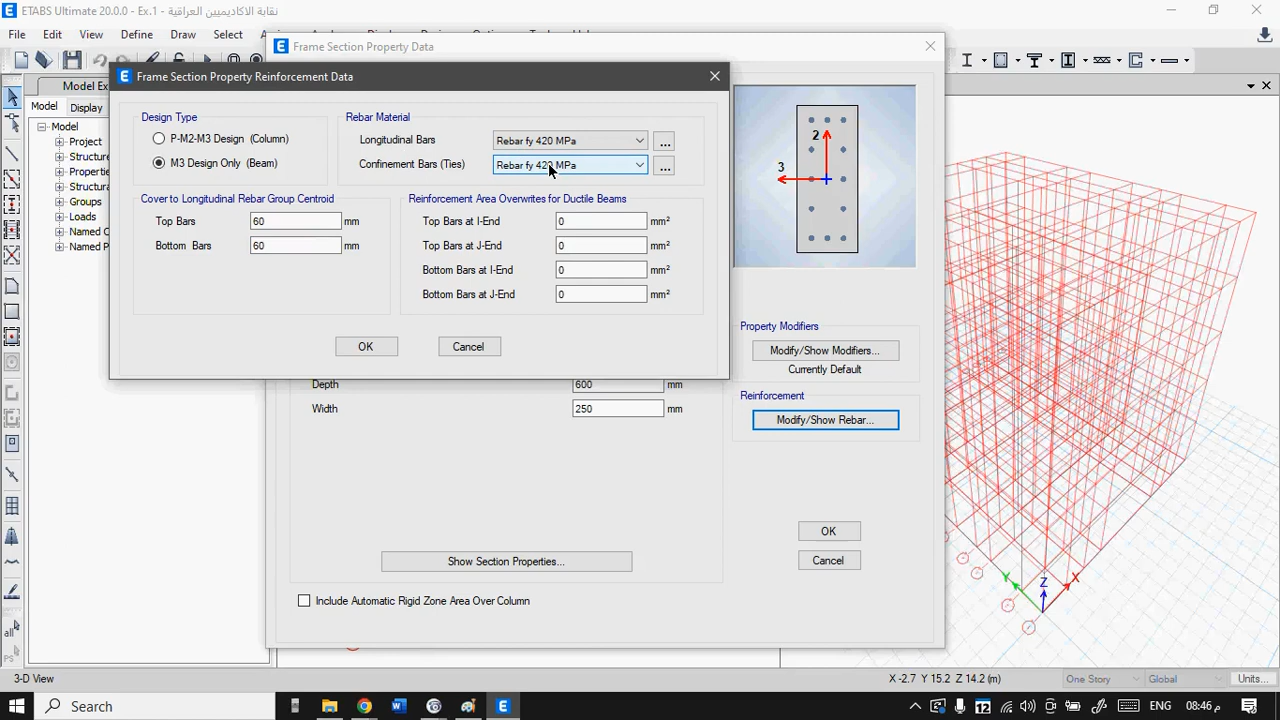 ETABS Ultimate 20.0.0 - Ex.1 - نقابة الاكاديميين العراقية
File Edit View Define Draw Select
Frame Section Property Data
Model Ex
Model Display
Model
Project
Structure
Properties
Structura
Groups
Loads
Named C
Named P
Frame Section Property Reinforcement Data
Design Type
P-M2-M3 Design (Column)
M3 Design Only (Beam)
Rebar Material
Longitudinal Bars Rebar fy 420 MPa ...
Confinement Bars (Ties) Rebar fy 420 MPa ...
Cover to Longitudinal Rebar Group Centroid
Top Bars 60 mm
Bottom Bars 60 mm
Reinforcement Area Overwrites for Ductile Beams
Top Bars at I-End 0 mm²
Top Bars at J-End 0 mm²
Bottom Bars at I-End 0 mm²
Bottom Bars at J-End 0 mm²
OK Cancel
2
3
Property Modifiers
Modify/Show Modifiers...
Currently Default
Reinforcement
Modify/Show Rebar...
Depth 600 mm
Width 250 mm
OK
Cancel
Show Section Properties...
Include Automatic Rigid Zone Area Over Column
Y Z X
all
PS
3-D View X -2.7 Y 15.2 Z 14.2 (m) One Story Global Units...
Search 12 ENG 08:46 م